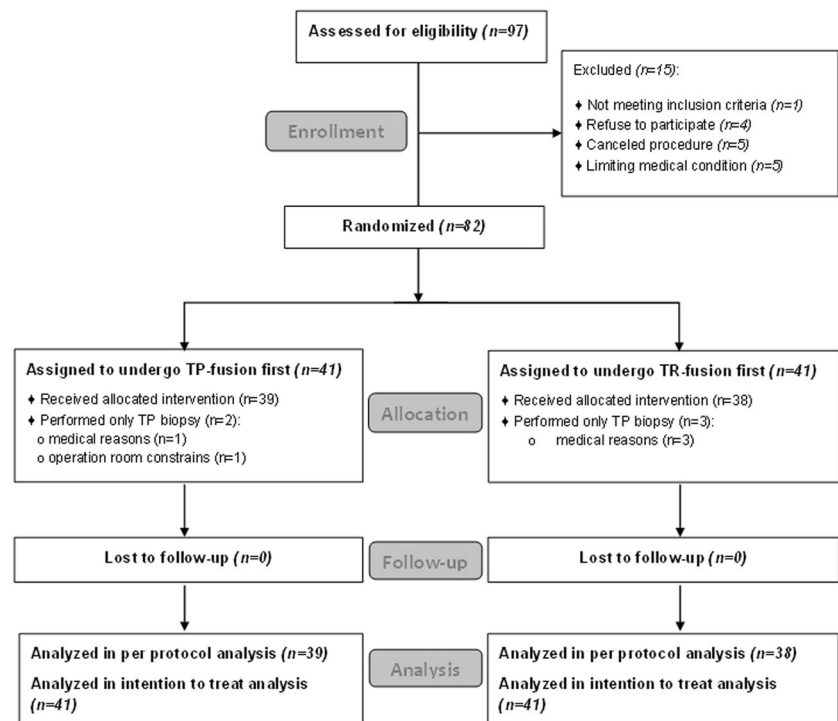 Assessed for eligibility (n=97)
Excluded (n=15):
♦ Not meeting inclusion criteria (n=1)
♦ Refuse to participate (n=4)
♦ Canceled procedure (n=5)
♦ Limiting medical condition (n=5)
Enrollment
Randomized (n=82)
Assigned to undergo TP-fusion first (n=41)
♦ Received allocated intervention (n=39)
♦ Performed only TP biopsy (n=2):
o medical reasons (n=1)
o operation room constrains (n=1)
Allocation
Assigned to undergo TR-fusion first (n=41)
♦ Received allocated intervention (n=38)
♦ Performed only TP biopsy (n=3):
o medical reasons (n=3)
Lost to follow-up (n=0)
Follow-up
Lost to follow-up (n=0)
Analyzed in per protocol analysis (n=39)
Analyzed in intention to treat analysis
(n=41)
Analysis
Analyzed in per protocol analysis (n=38)
Analyzed in intention to treat analysis
(n=41)